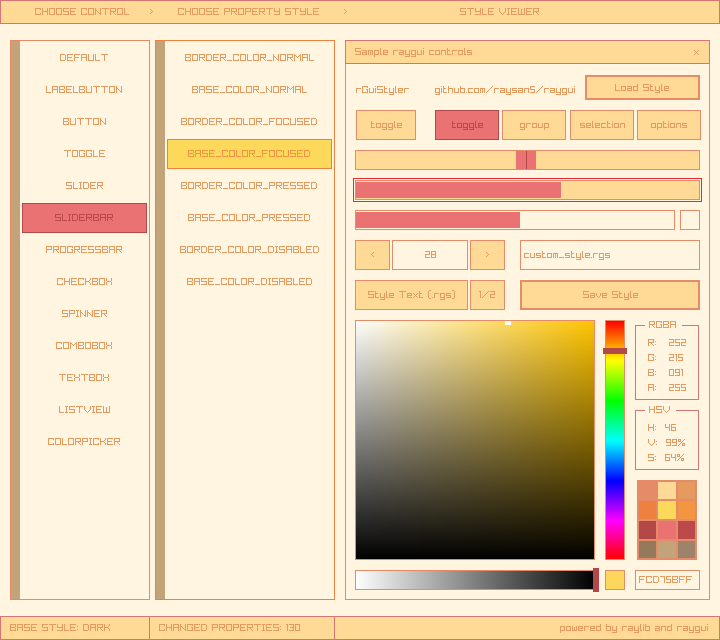 CHOOSE CONTROL > CHOOSE PROPERTY STYLE > STYLE VIEWER
DEFAULT
LABELBUTTON
BUTTON
TOGGLE
SLIDER
SLIDERBAR
PROGRESSBAR
CHECKBOX
SPINNER
COMBOBOX
TEXTBOX
LISTVIEW
COLORPICKER
BORDER_COLOR_NORMAL
BASE_COLOR_NORMAL
BORDER_COLOR_FOCUSED
BASE_COLOR_FOCUSED
BORDER_COLOR_PRESSED
BASE_COLOR_PRESSED
BORDER_COLOR_DISABLED
BASE_COLOR_DISABLED
Sample raygui controls x
rGuiStyler github.com/raysan5/raygui Load Style
toggle toggle group selection options
< 28 > custom_style.rgs
Style Text (.rgs) 1/2 Save Style
RGBA
R: 252
G: 215
B: 091
A: 255
HSV
H: 46
V: 99%
S: 64%
FCD75BFF
BASE STYLE: DARK CHANGED PROPERTIES: 130 powered by raylib and raygui